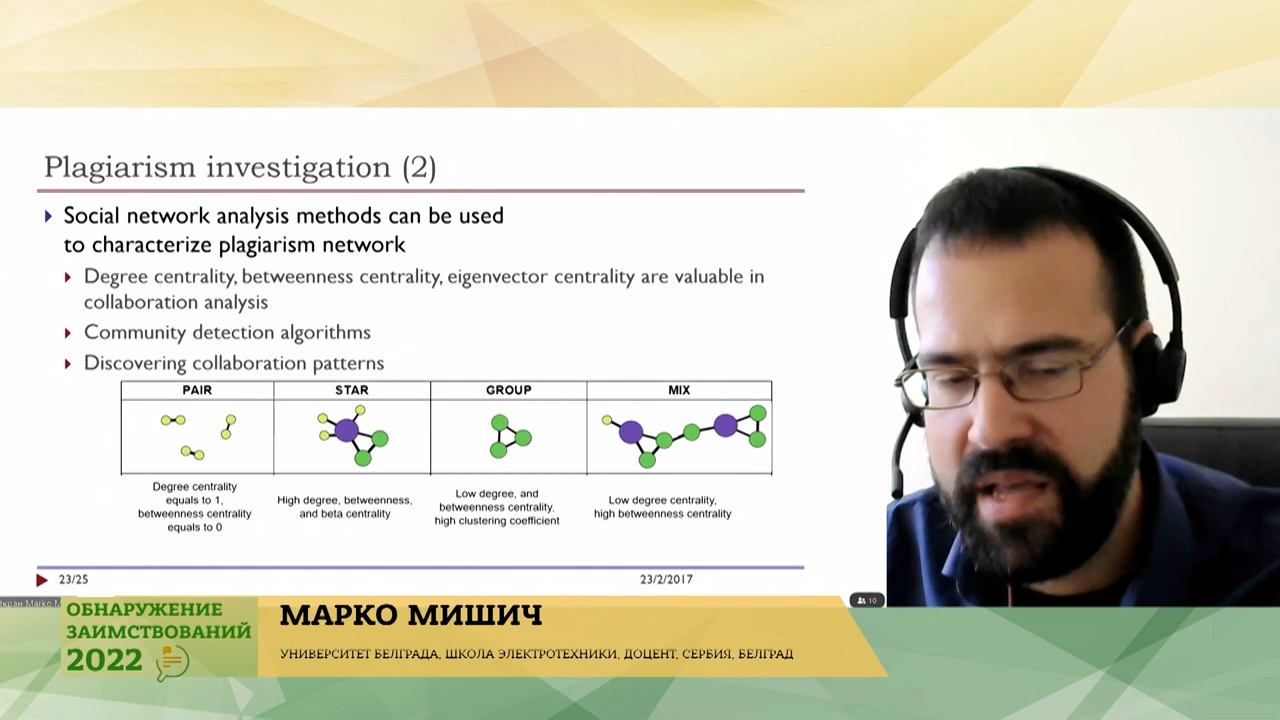 Plagiarism investigation (2)
Social network analysis methods can be used
to characterize plagiarism network
Degree centrality, betweenness centrality, eigenvector centrality are valuable in
collaboration analysis
Community detection algorithms
Discovering collaboration patterns
PAIR STAR GROUP MIX
Degree centrality
equals to 1,
betweenness centrality
equals to 0
High degree, betweenness,
and beta centrality
Low degree, and
betweenness centrality,
high clustering coefficient
Low degree centrality,
high betweenness centrality
23/25
23/2/2017
10
Marko
ОБНАРУЖЕНИЕ
ЗАИМСТВОВАНИЙ
2022
МАРКО МИШИЧ
УНИВЕРСИТЕТ БЕЛГРАДА, ШКОЛА ЭЛЕКТРОТЕХНИКИ, ДОЦЕНТ, СЕРБИЯ, БЕЛГРАД